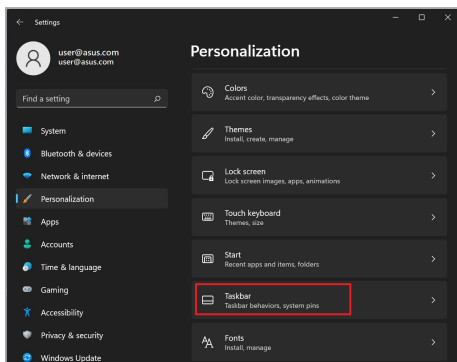 Settings
user@asus.com
user@asus.com
Find a setting
System
Bluetooth & devices
Network & internet
Personalization
Apps
Accounts
Time & language
Gaming
Accessibility
Privacy & security
Windows Update
Personalization
Colors
Accent color, transparency effects, color theme
Themes
Install, create, manage
Lock screen
Lock screen images, apps, animations
Touch keyboard
Themes, size
Start
Recent apps and items, folders
Taskbar
Taskbar behaviors, system pins
Fonts
Install, manage